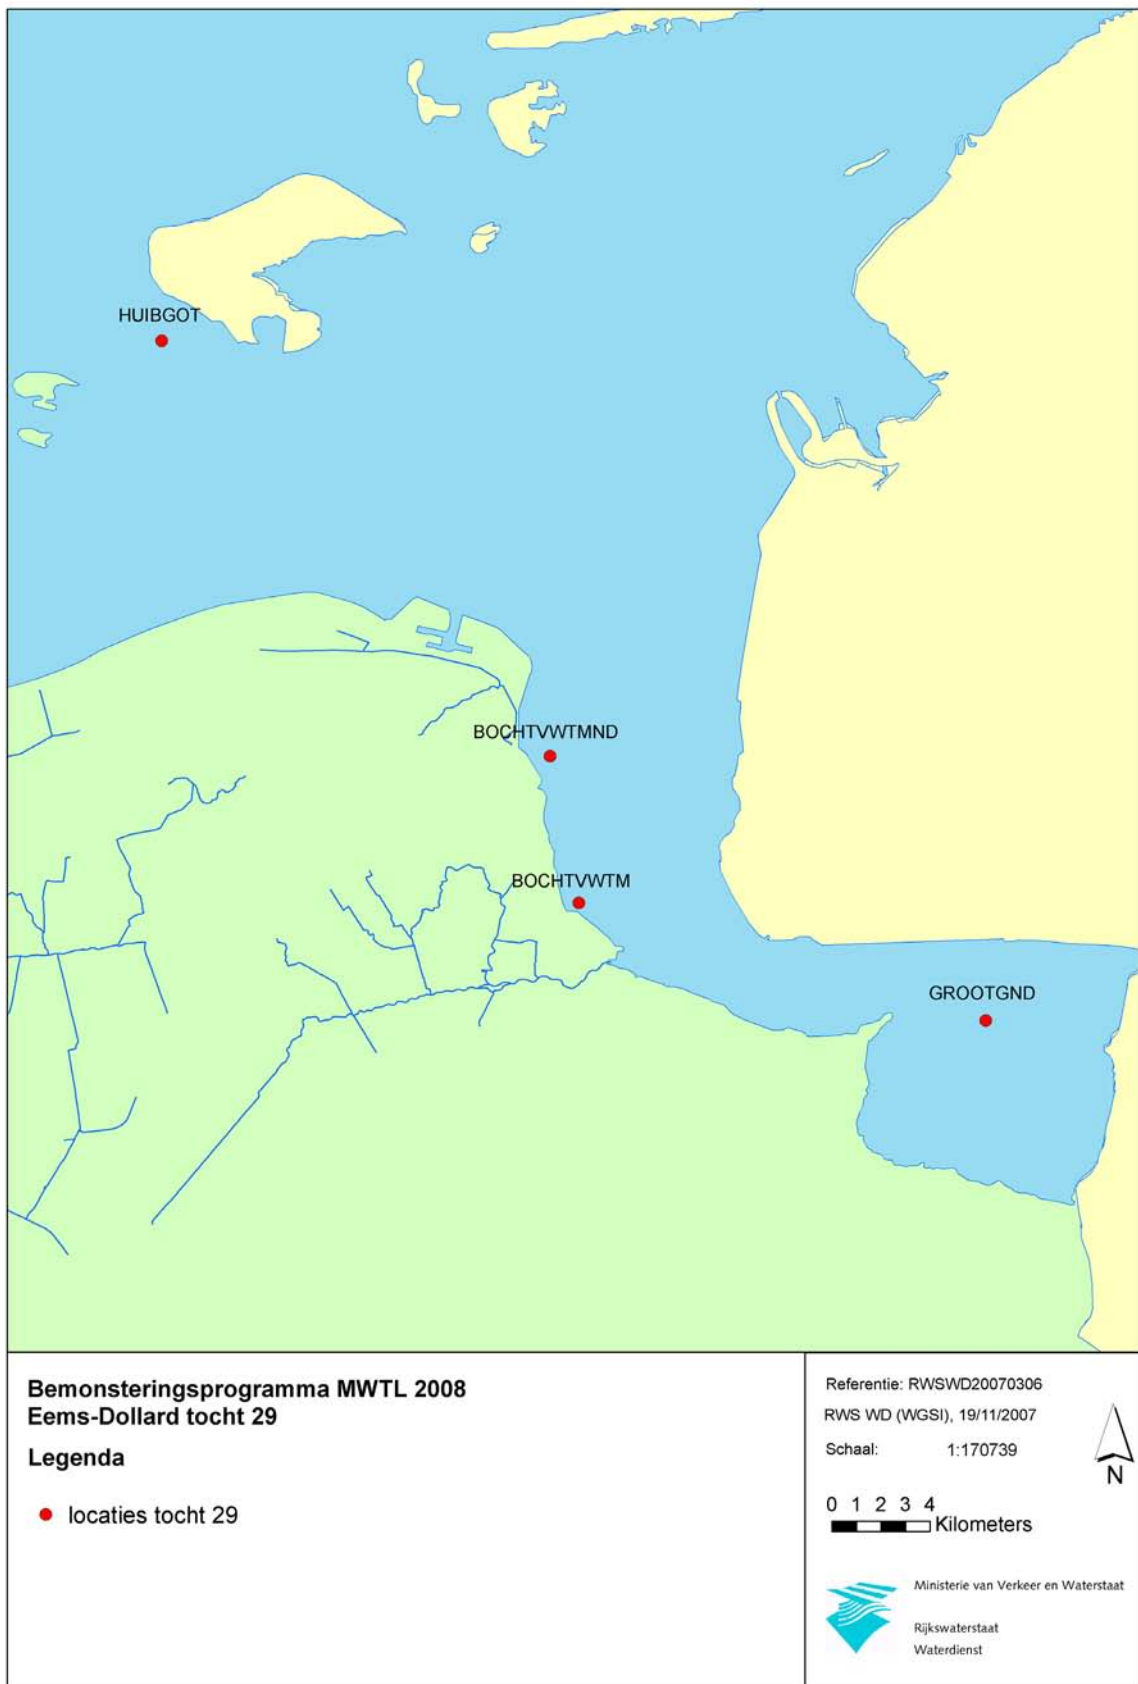 HUIBGOT
BOCHTVWTMND
BOCHTVWTM
GROOTGND
Bemonsteringsprogramma MWTL 2008
Eems-Dollard tocht 29
Legenda
locaties tocht 29
Referentie: RWSWD20070306
RWS WD (WGSI), 19/11/2007
Schaal: 1:170739
N
0 1 2 3 4
Kilometers
Ministerie van Verkeer en Waterstaat
Rijkswaterstaat
Waterdienst